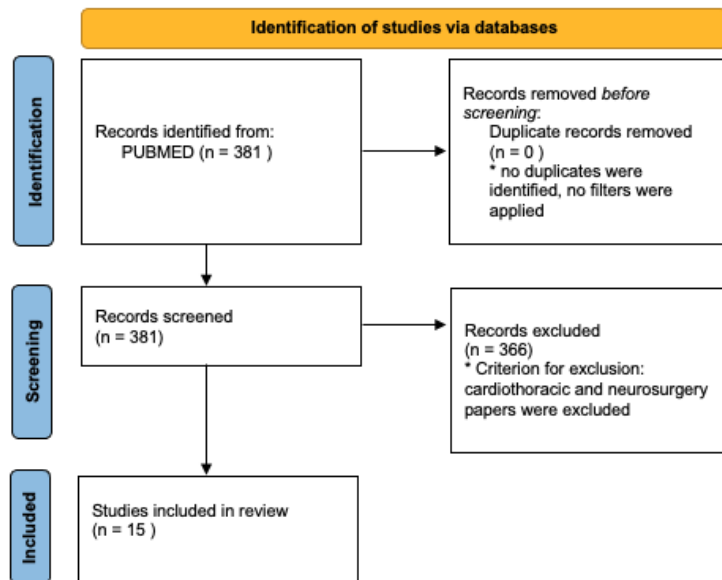 Identification of studies via databases
Identification
Records identified from:
PUBMED (n = 381 )
Records removed before
screening:
Duplicate records removed
(n = 0 )
* no duplicates were
identified, no filters were
applied
Screening
Records screened
(n = 381)
Records excluded
(n = 366)
* Criterion for exclusion:
cardiothoracic and neurosurgery
papers were excluded
Included
Studies included in review
(n = 15 )